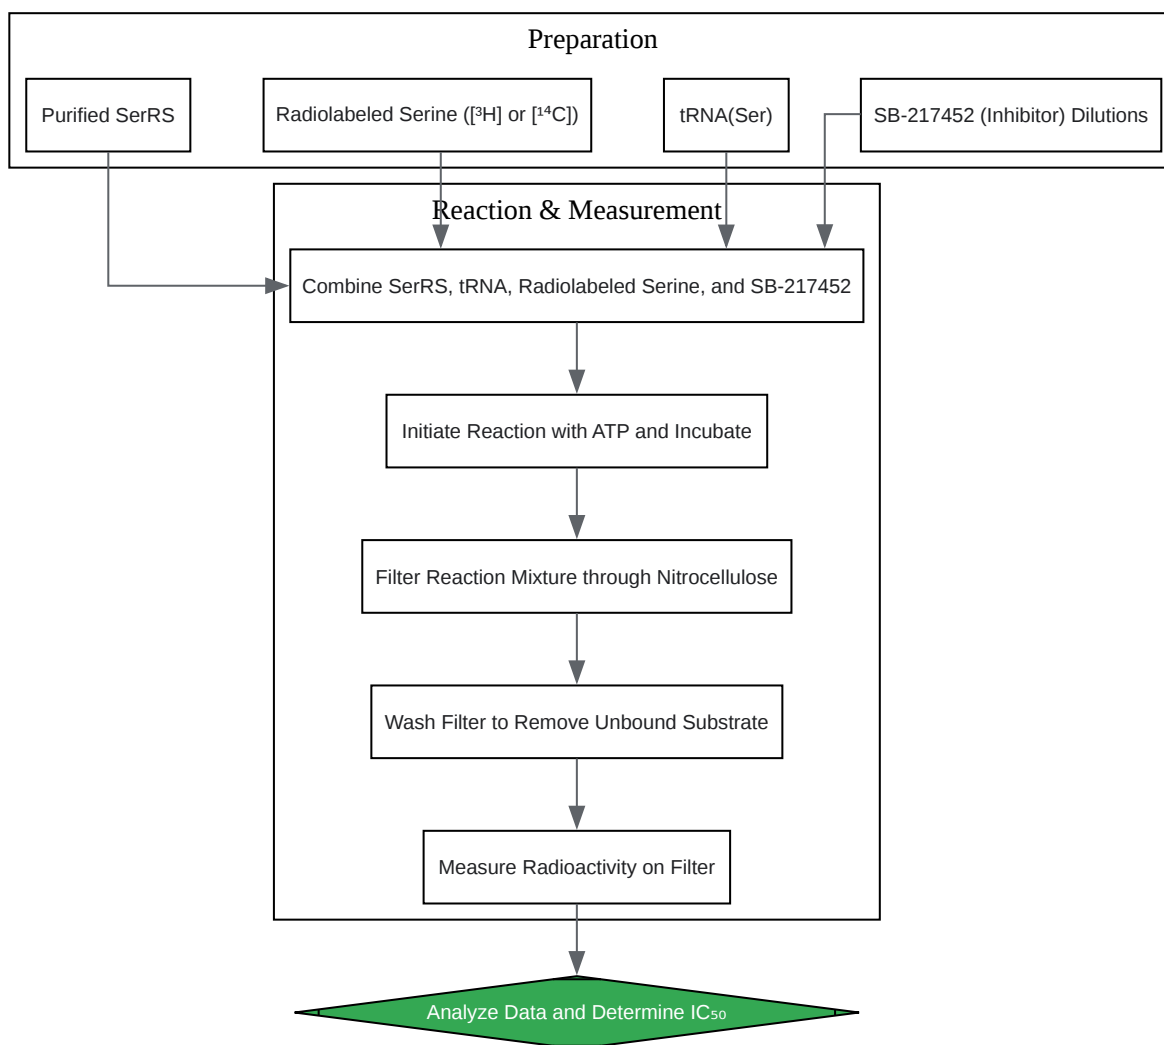 Preparation
Purified SerRS
Radiolabeled Serine ([³H] or [¹⁴C])
tRNA(Ser)
SB-217452 (Inhibitor) Dilutions
Reaction & Measurement
Combine SerRS, tRNA, Radiolabeled Serine, and SB-217452
Initiate Reaction with ATP and Incubate
Filter Reaction Mixture through Nitrocellulose
Wash Filter to Remove Unbound Substrate
Measure Radioactivity on Filter
Analyze Data and Determine IC₅₀